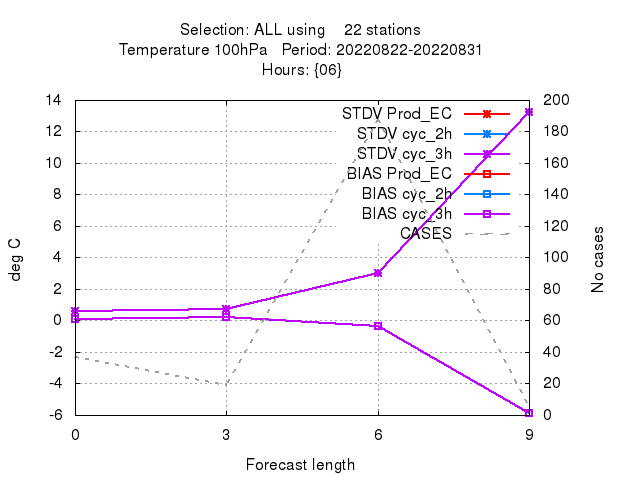 Selection: ALL using 22 stations
Temperature 100hPa Period: 20220822-20220831
Hours: {06}
14 200
STDV Prod_EC
12 180
STDV cyc_2h
STDV cyc_3h
10 160
BIAS Prod_EC
8 140
BIAS cyc_2h
BIAS cyc_3h
6 120
CASES
4 100
2 80
0 60
-2 40
-4 20
-6 0
deg C
No cases
0 3 6 9
Forecast length